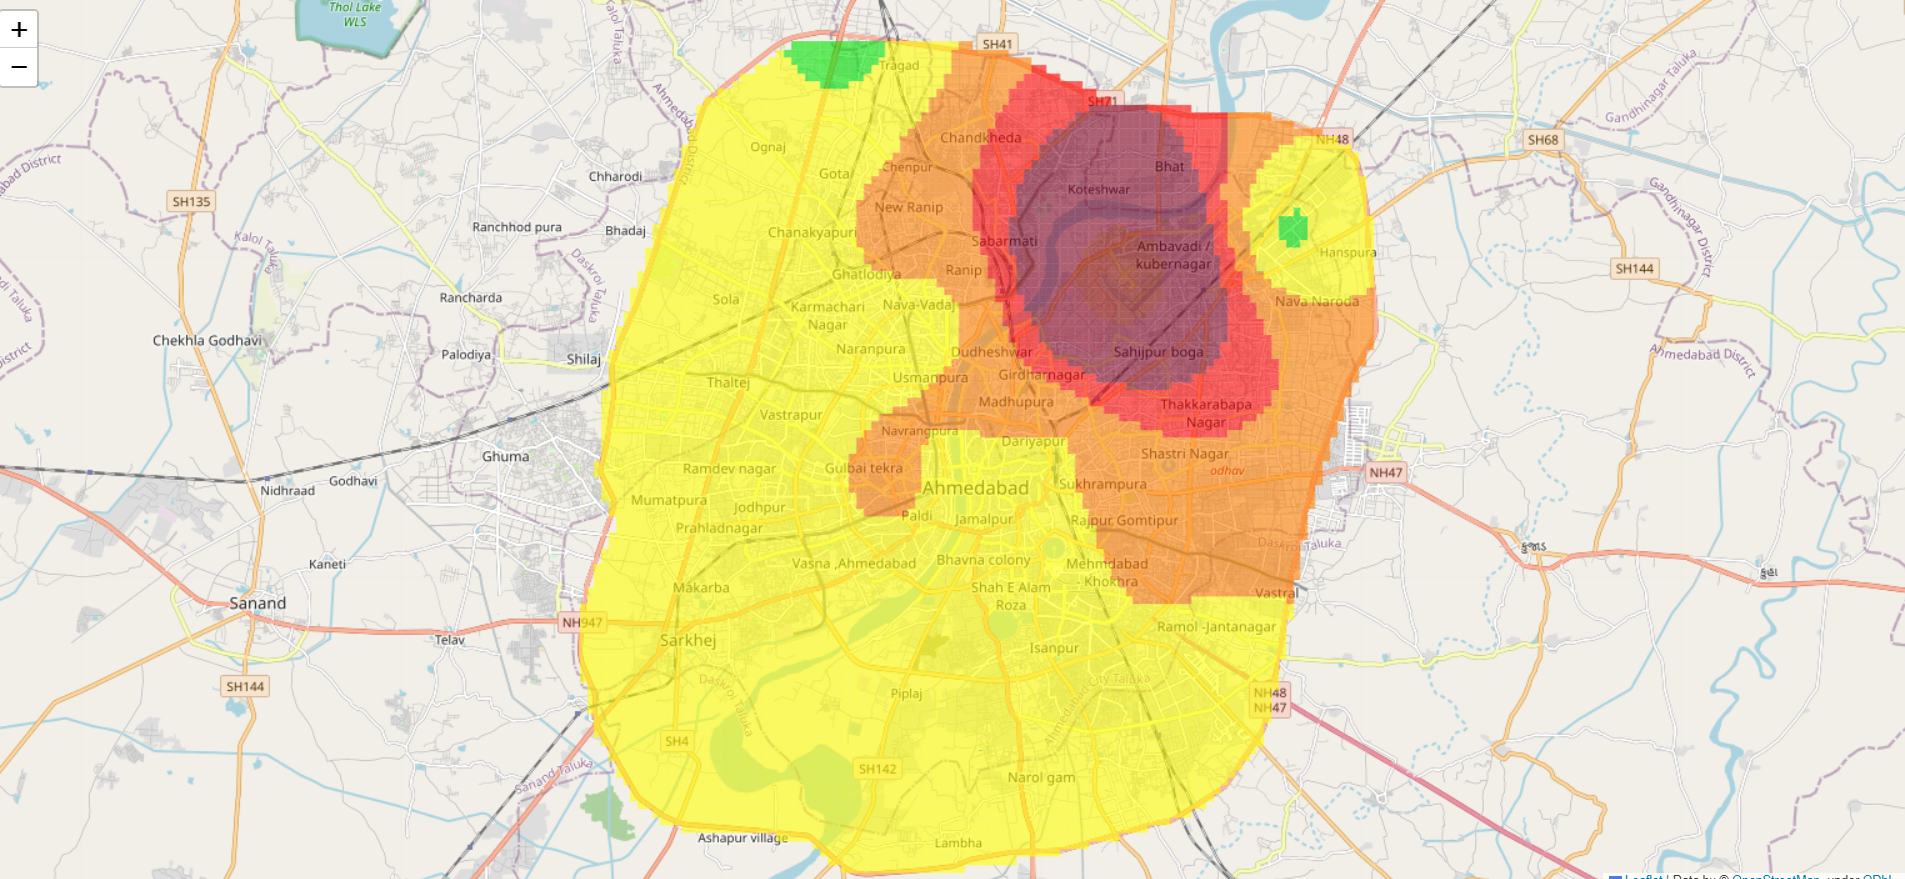 +
−
Thol Lake
WLS
SH41
Tragad
SH71
Kalol Taluka
Ahmedabad District
Gandhinagar Taluka
SH135
Chharodi
Ognaj
Gota
Chandkheda
Chenpur
Bhat
NH48
SH68
Koteshwar
New Ranip
Ranchhod pura
Bhadaj
Chanakyapuri
Sabarmati
Ambavadi /
kubernagar
Hanspura
Gandhinagar District
Kalol Taluka
Daskroi Taluka
Ghatlodiya
Ranip
SH144
Rancharda
Sola
Karmachari
Nagar
Nava-Vadaj
Nava Naroda
Chekhla Godhavi
Palodiya
Shilaj
Naranpura
Dudheshwar
Sahijpur boga
Ahmedabad District
Thaltej
Usmanpura
Girdharnagar
Madhupura
Thakkarabapa
Nagar
Vastrapur
Navrangpura
Dariyapur
Ghuma
Ramdev nagar
Gulbai tekra
Shastri Nagar
odhav
NH47
Nidhraad
Godhavi
Ahmedabad
Sukhrampura
Mumatpura
Jodhpur
Paldi
Jamalpur
Rajpur Gomtipur
Prahladnagar
Daskroi Taluka
કુંજાડ
Kaneti
Vasna ,Ahmedabad
Bhavna colony
Mehmdabad
- Khokhra
Makarba
Shah E Alam
Roza
Vastral
Sanand
NH947
Telav
Sarkhej
Ramol -Jantanagar
Isanpur
SH144
Daskroi Taluka
Piplaj
Ahmadabad City Taluka
NH48
NH47
SH4
SH142
Narol gam
Sanand Taluka
Ashapur village
Lambha
Leaflet | Data by © OpenStreetMap, under ODbL.